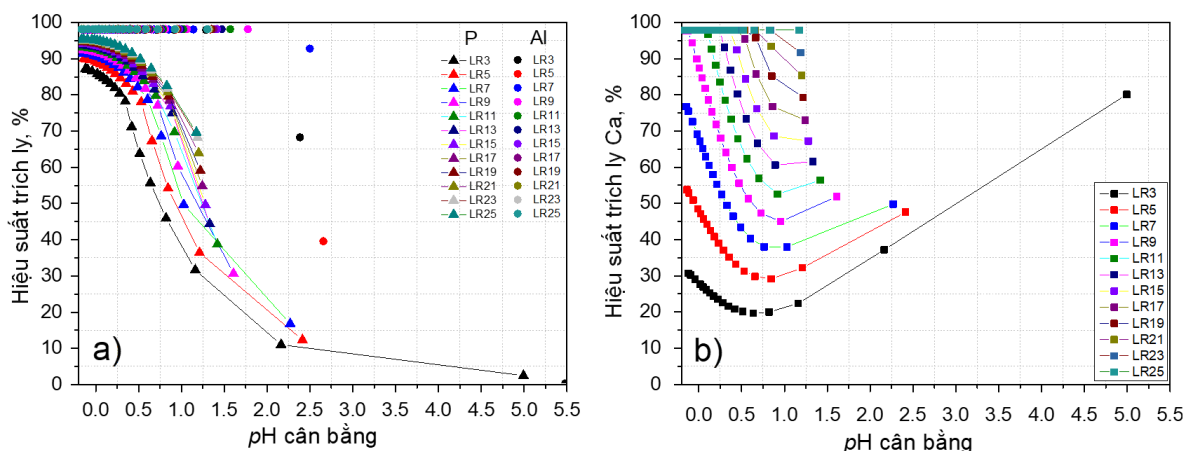 Hiệu suất trích ly, %
100
90
80
70
60
50
40
30
20
10
0
P Al
LR3 LR3
LR5 LR5
LR7 LR7
LR9 LR9
LR11 LR11
LR13 LR13
LR15 LR15
LR17 LR17
LR19 LR19
LR21 LR21
LR23 LR23
LR25 LR25
a)
0.0 0.5 1.0 1.5 2.0 2.5 3.0 3.5 4.0 4.5 5.0 5.5
pH cân bằng
Hiệu suất trích ly Ca, %
100
90
80
70
60
50
40
30
20
10
0
LR3
LR5
LR7
LR9
LR11
LR13
LR15
LR17
LR19
LR21
LR23
LR25
b)
0.0 0.5 1.0 1.5 2.0 2.5 3.0 3.5 4.0 4.5 5.0 5.5
pH cân bằng